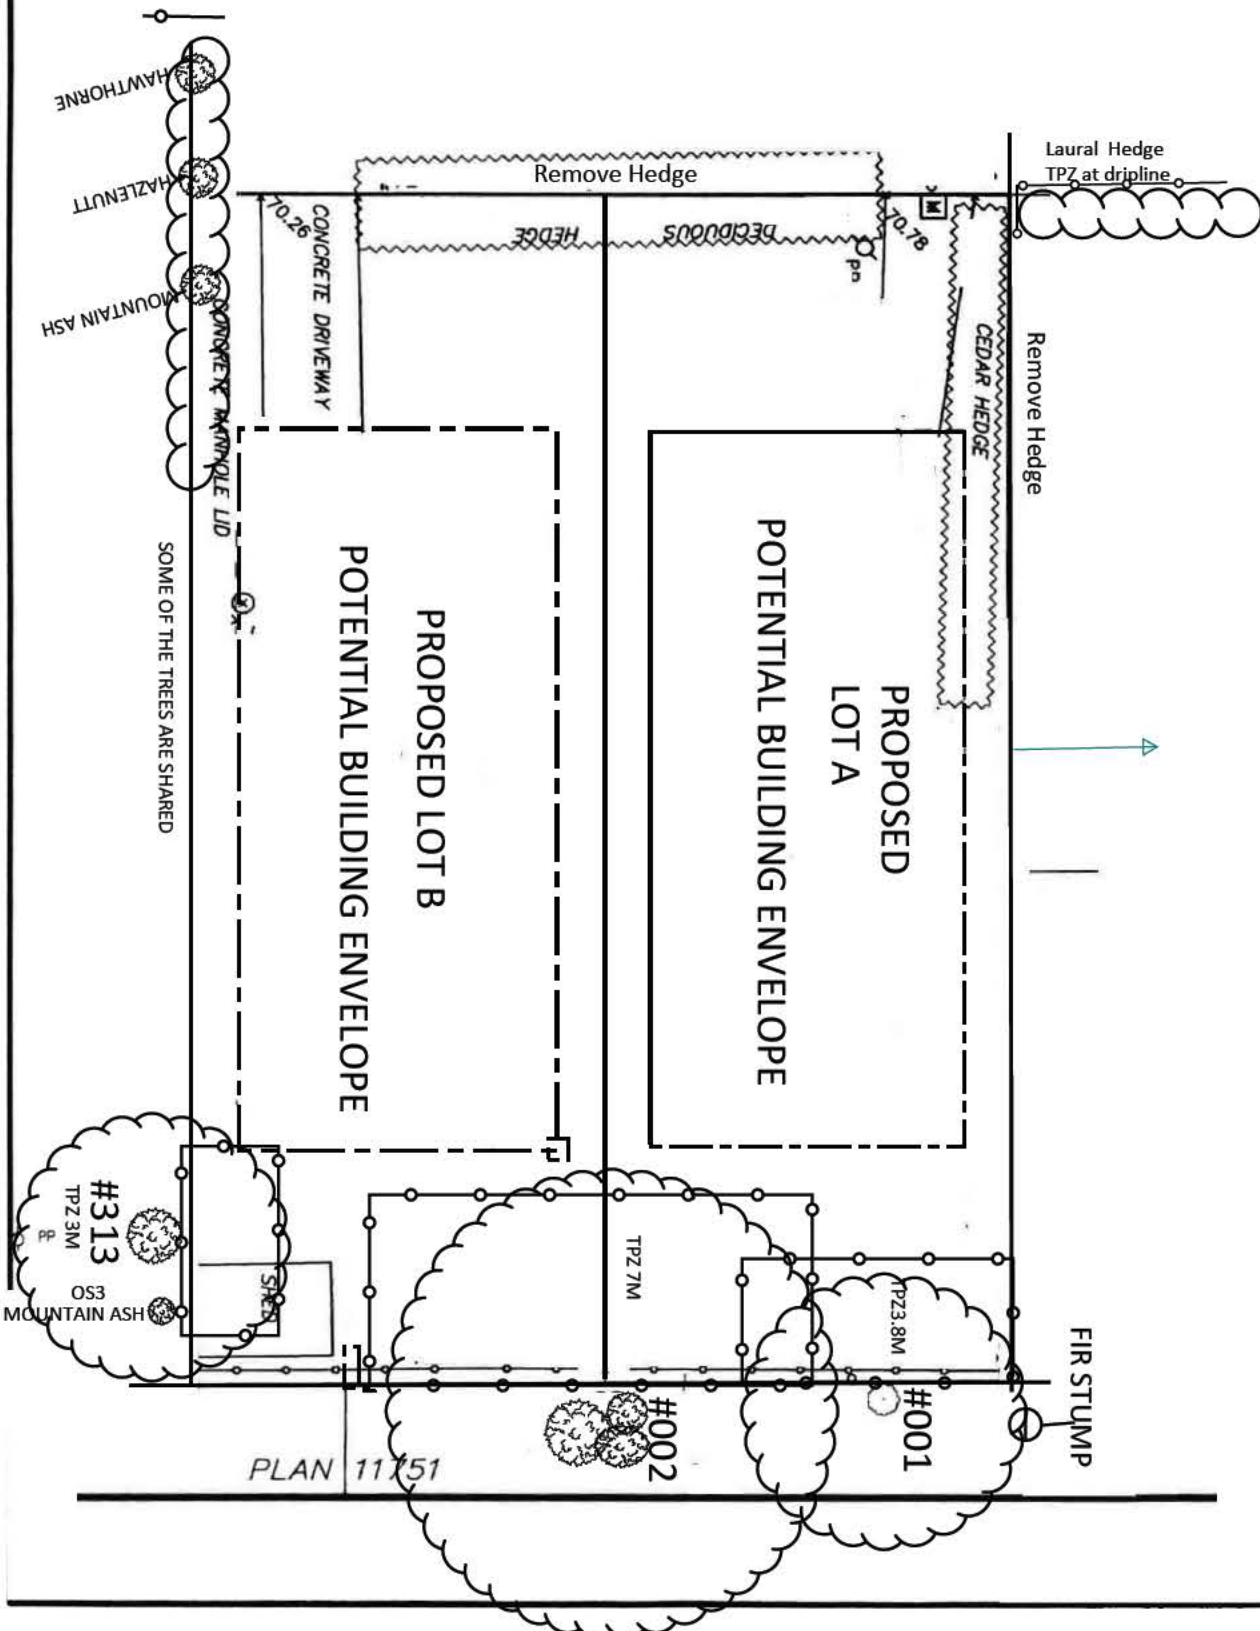 HAWTHORNE
HAZLENUTT
MOUNTAIN ASH
Remove Hedge
Laural Hedge
TPZ at dripline
DECIDUOUS
HEDGE
70.26
70.78
M
CONCRETE DRIVEWAY
CONCRETE MANHOLE LID
CEDAR HEDGE
Remove Hedge
SOME OF THE TREES ARE SHARED
PROPOSED LOT B
POTENTIAL BUILDING ENVELOPE
PROPOSED
LOT A
POTENTIAL BUILDING ENVELOPE
#313
TPZ 3M
PP
OS3
MOUNTAIN ASH
SHED
TPZ 7M
TPZ3.8M
#002
#001
FIR STUMP
PLAN 11751